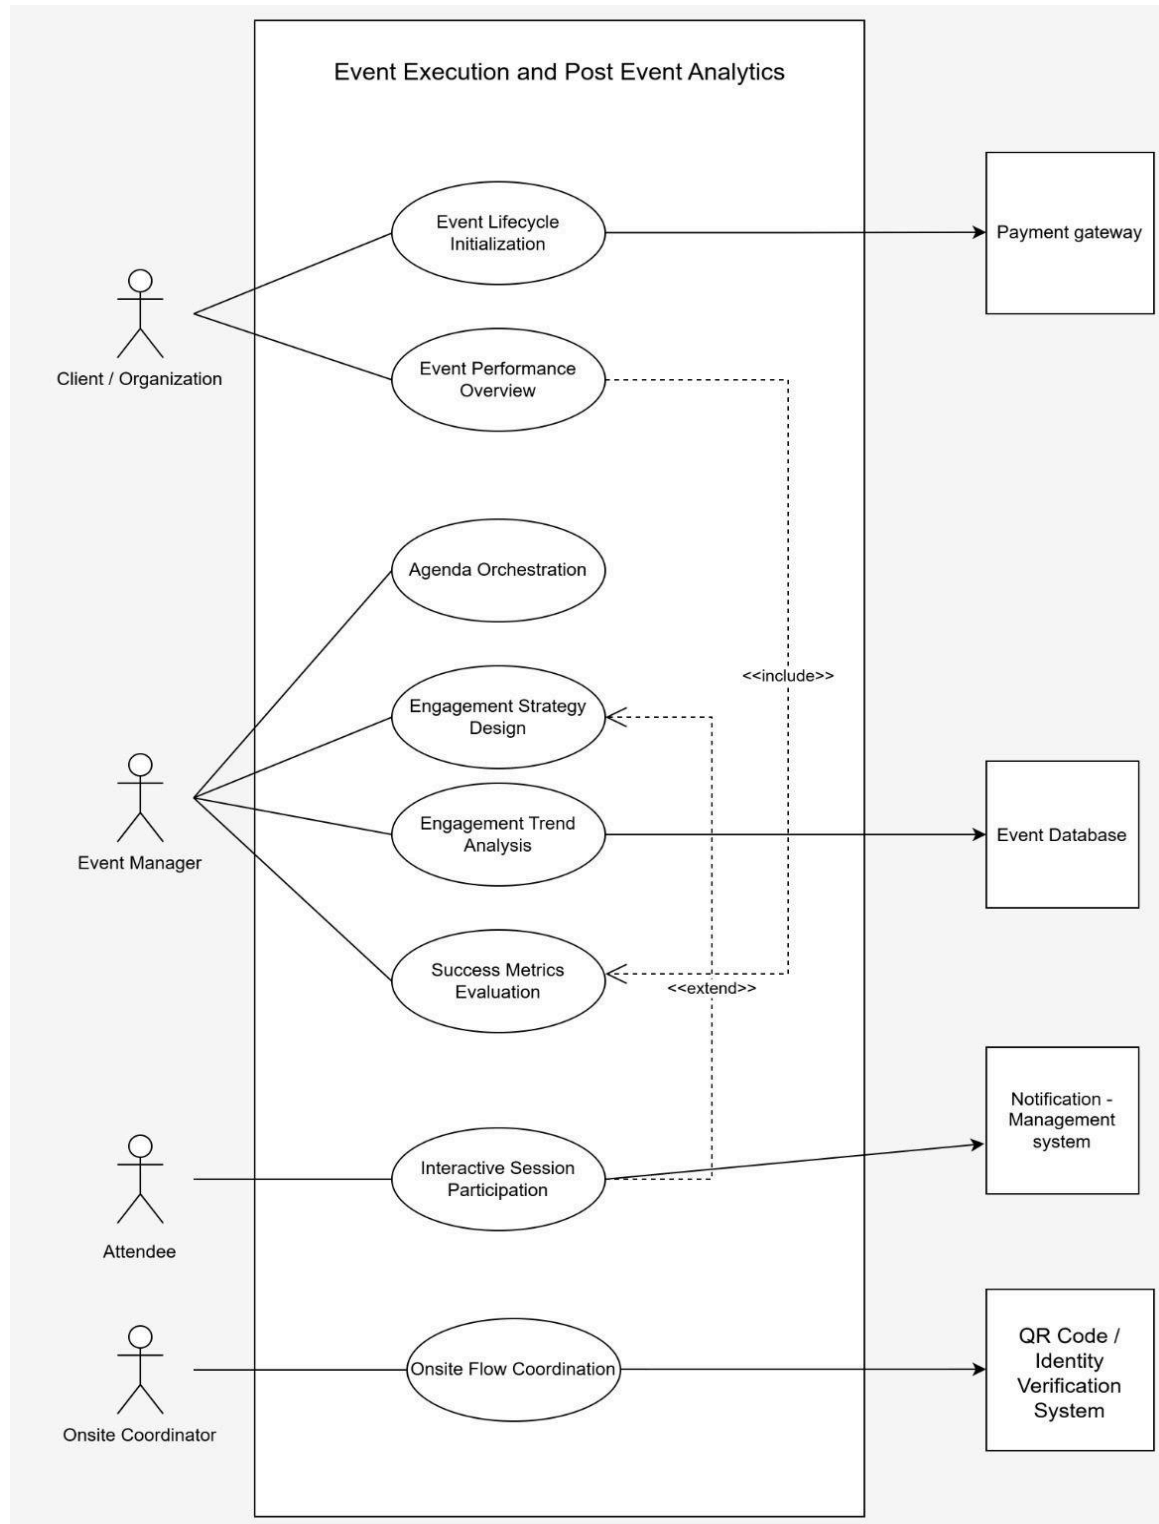 Event Execution and Post Event Analytics
Event Lifecycle
Initialization
Payment gateway
Client / Organization
Event Performance
Overview
Agenda Orchestration
<<include>>
Engagement Strategy
Design
Event Manager
Engagement Trend
Analysis
Event Database
Success Metrics
Evaluation
<<extend>>
Notification -
Management
system
Interactive Session
Participation
Attendee
Onsite Flow Coordination
QR Code /
Identity
Verification
System
Onsite Coordinator